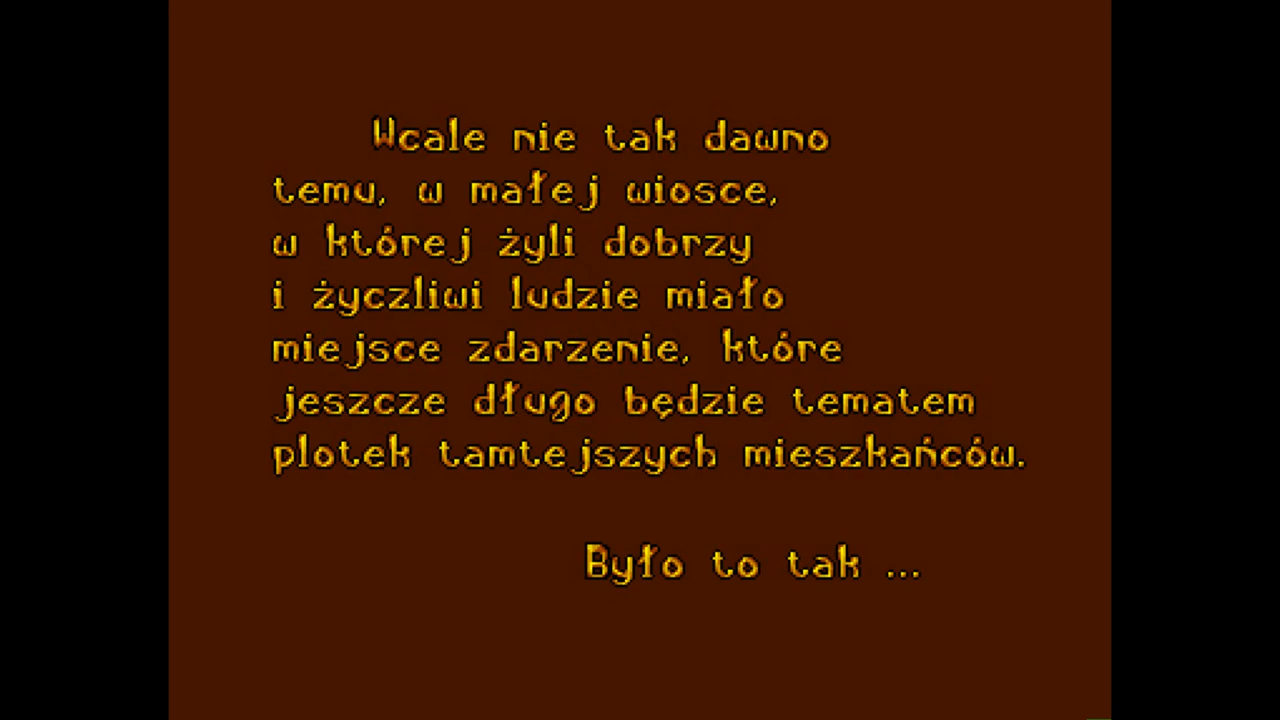 Wcale nie tak dawno
temu, w małej wiosce,
w której żyli dobrzy
i życzliwi ludzie miało
miejsce zdarzenie, które
jeszcze długo będzie tematem
plotek tamtejszych mieszkańców.
Było to tak ...